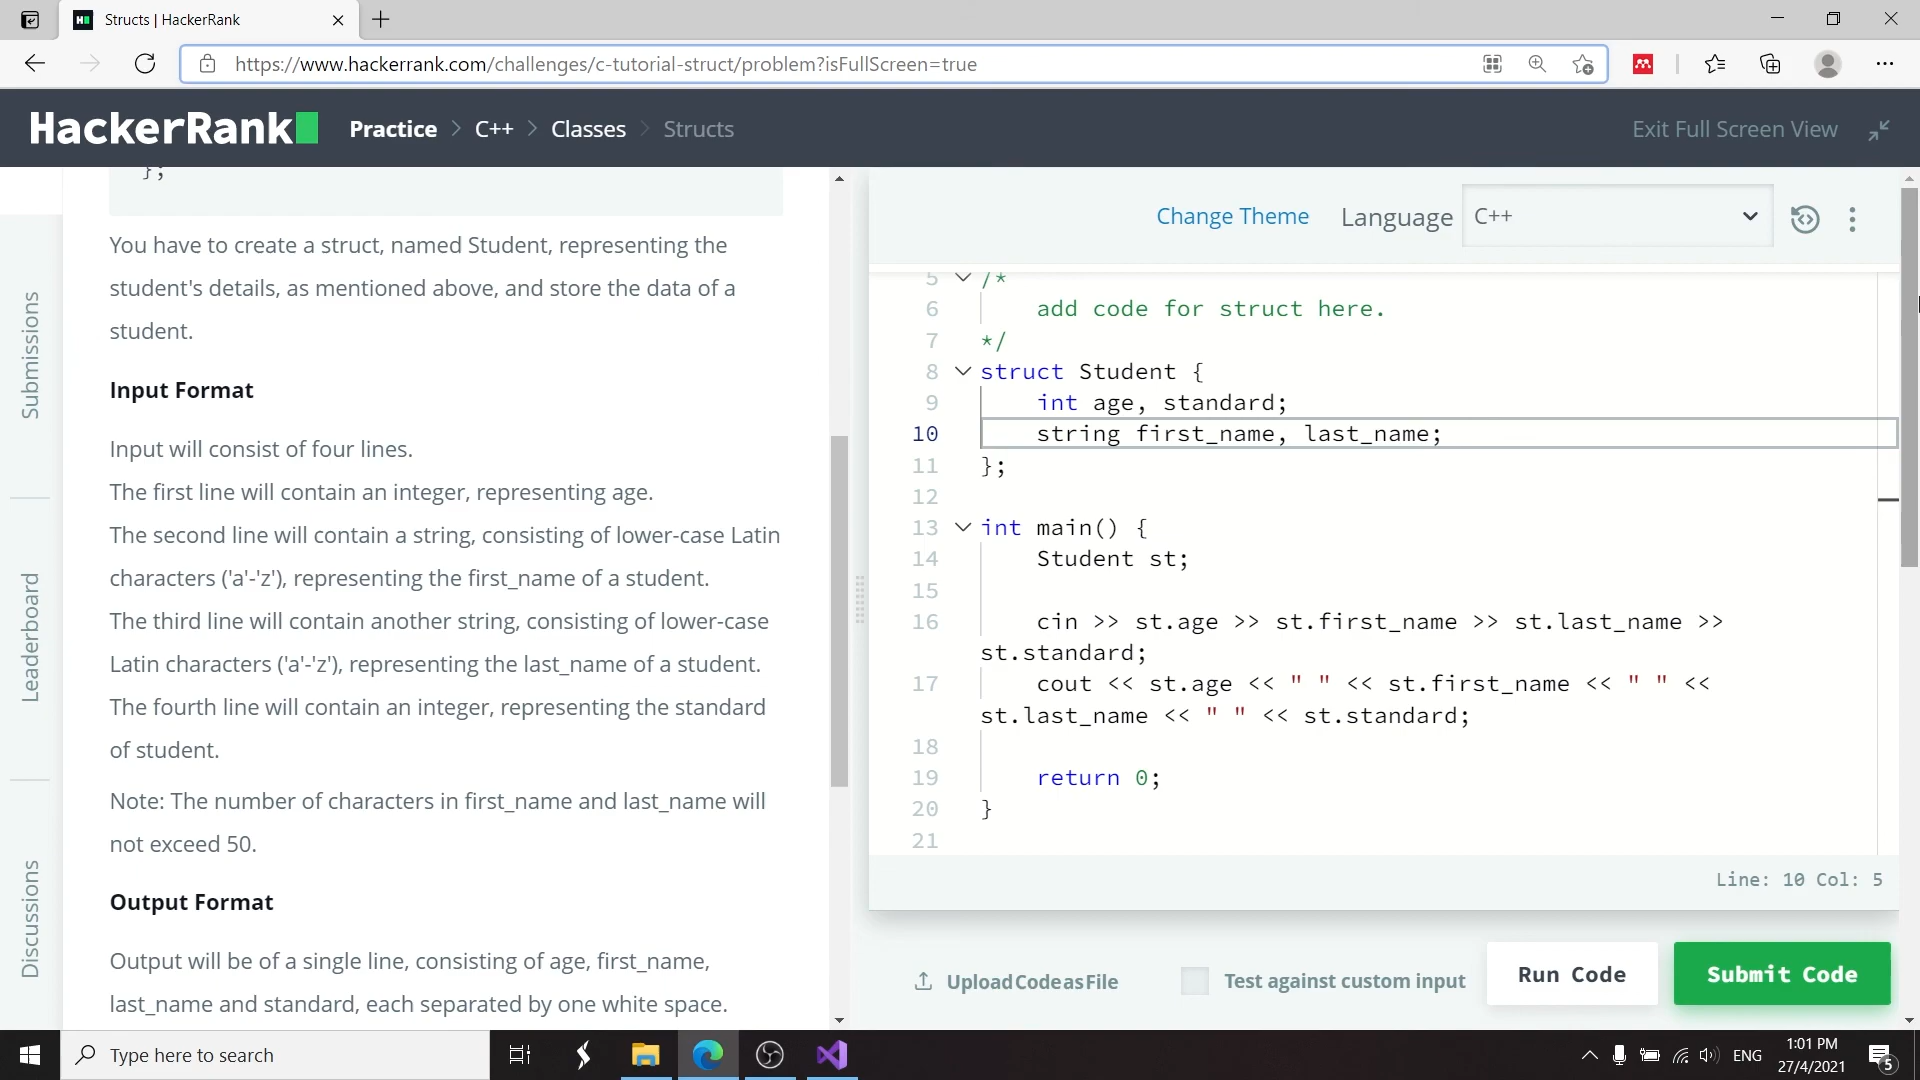 Structs | HackerRank
https://www.hackerrank.com/challenges/c-tutorial-struct/problem?isFullScreen=true
HackerRank
Practice > C++ > Classes > Structs
Exit Full Screen View
Submissions
Leaderboard
Discussions
};
You have to create a struct, named Student, representing the
student's details, as mentioned above, and store the data of a
student.
Input Format
Input will consist of four lines.
The first line will contain an integer, representing age.
The second line will contain a string, consisting of lower-case Latin
characters ('a'-'z'), representing the first_name of a student.
The third line will contain another string, consisting of lower-case
Latin characters ('a'-'z'), representing the last_name of a student.
The fourth line will contain an integer, representing the standard
of student.
Note: The number of characters in first_name and last_name will
not exceed 50.
Output Format
Output will be of a single line, consisting of age, first_name,
last_name and standard, each separated by one white space.
Change Theme
Language
C++
5 /*
6 add code for struct here.
7 */
8 struct Student {
9 int age, standard;
10 string first_name, last_name;
11 };
12
13 int main() {
14 Student st;
15
16 cin >> st.age >> st.first_name >> st.last_name >>
st.standard;
17 cout << st.age << " " << st.first_name << " " <<
st.last_name << " " << st.standard;
18
19 return 0;
20 }
21
Line: 10 Col: 5
Upload Code as File
Test against custom input
Run Code
Submit Code
Type here to search
ENG
1:01 PM
27/4/2021
5